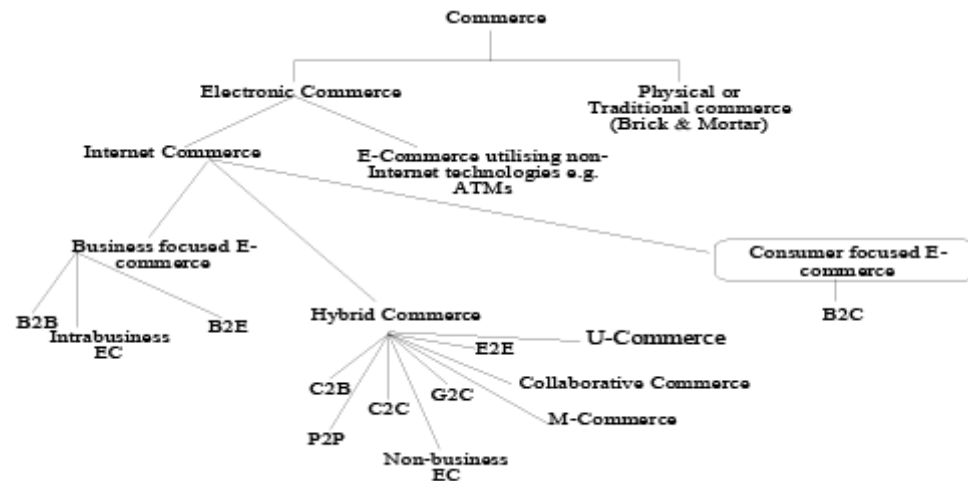 Commerce
Electronic Commerce
Physical or
Traditional commerce
(Brick & Mortar)
Internet Commerce
E-Commerce utilising non-
Internet technologies e.g.
ATMs
Business focused E-
commerce
Consumer focused E-
commerce
B2B
Intrabusiness
EC
B2E
Hybrid Commerce
B2C
E2E
U-Commerce
C2B
C2C
G2C
Collaborative Commerce
M-Commerce
P2P
Non-business
EC